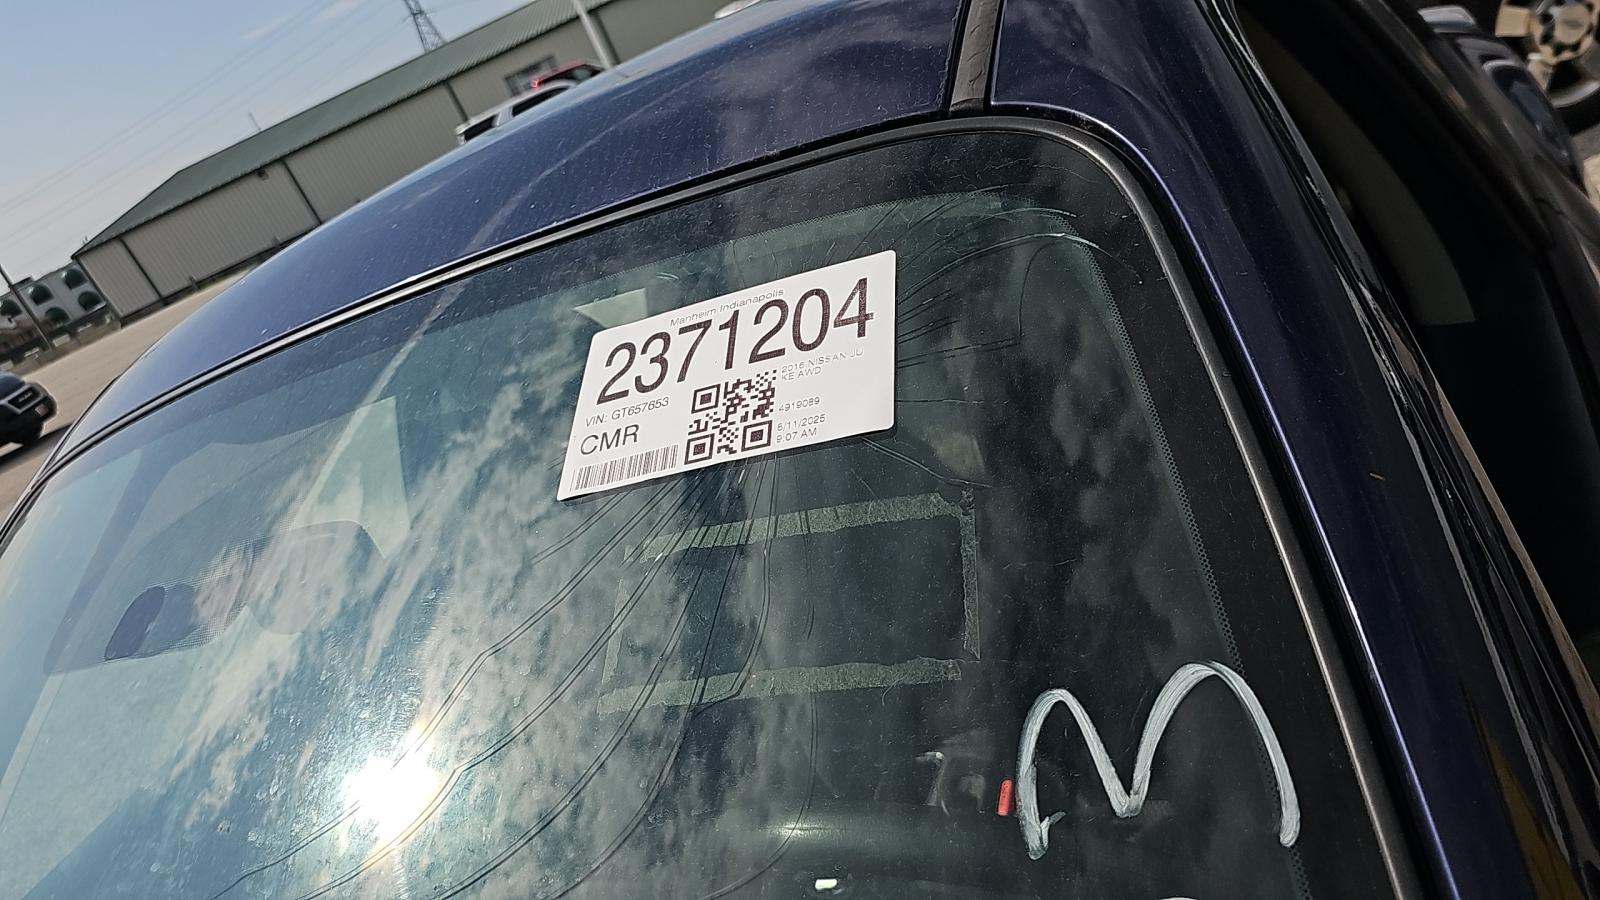 Manheim Indianapolis
2371204
VIN: GT657653
CMR
2016 NISSAN JU
KE AWD
4919089
6/11/2025
9:07 AM
M